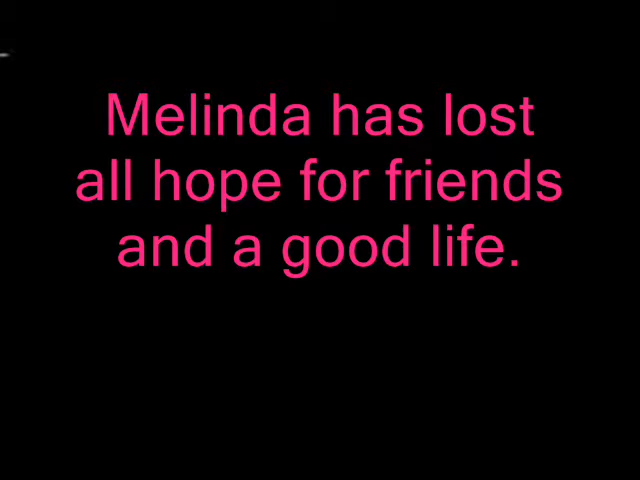 Melinda has lost
all hope for friends
and a good life.